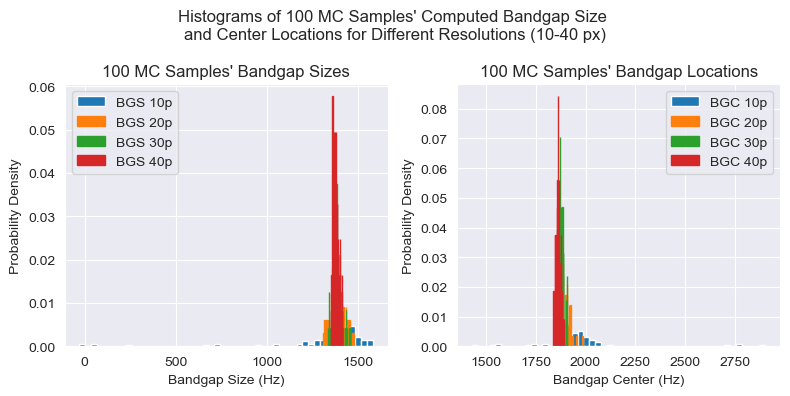 Histograms of 100 MC Samples' Computed Bandgap Size
and Center Locations for Different Resolutions (10-40 px)
100 MC Samples' Bandgap Sizes
BGS 10p
BGS 20p
BGS 30p
BGS 40p
0.06
0.05
0.04
0.03
0.02
0.01
0.00
Probability Density
0 500 1000 1500
Bandgap Size (Hz)
100 MC Samples' Bandgap Locations
BGC 10p
BGC 20p
BGC 30p
BGC 40p
0.08
0.07
0.06
0.05
0.04
0.03
0.02
0.01
0.00
Probability Density
1500 1750 2000 2250 2500 2750
Bandgap Center (Hz)